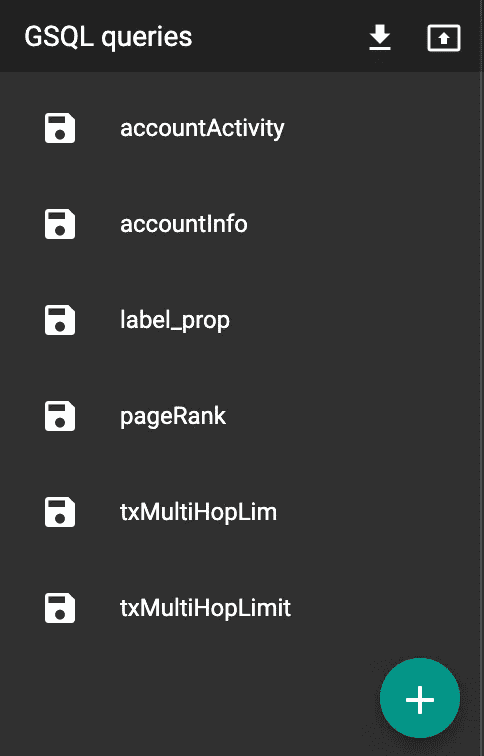 GSQL queries
accountActivity
accountInfo
label_prop
pageRank
txMultiHopLim
txMultiHopLimit